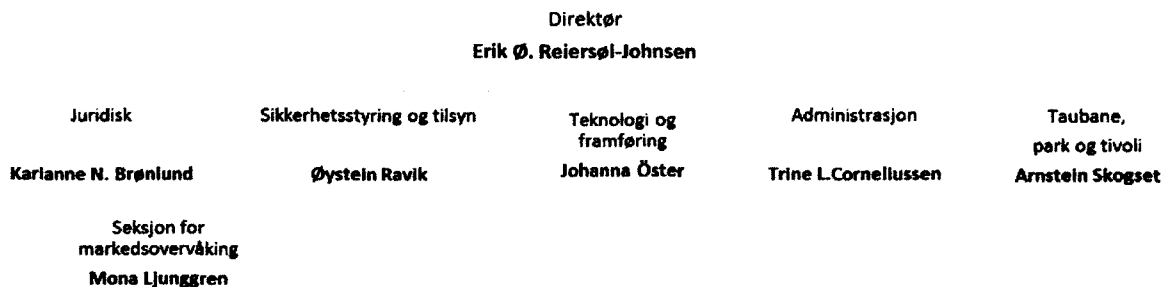 Direktør
Erik Ø. Reiersøl-Johnsen
Juridisk
Karianne N. Brønlund
Sikkerhetsstyring og tilsyn
Øystein Ravik
Teknologi og
framføring
Johanna Öster
Administrasjon
Trine L.Corneliussen
Taubane,
park og tivoli
Arnstein Skogset
Seksjon for
markedsovervåking
Mona Ljunggren